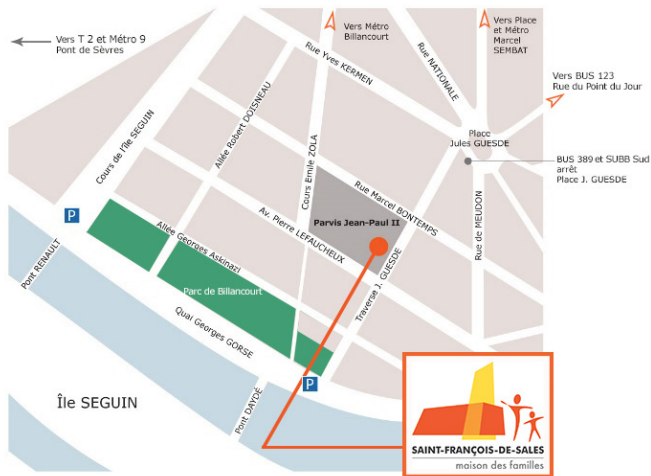 Vers T 2 et Métro 9
Pont de Sèvres
Vers Métro
Billancourt
Vers Place
et Métro
Marcel
SEMBAT
Rue Yves KERMEN
Rue NATIONALE
Vers BUS 123
Rue du Point du Jour
Cours de l'île SEGUIN
Allée Robert DOISNEAU
Cours Emile ZOLA
Place
Jules GUESDE
BUS 389 et SUBB Sud
arrêt
Place J. GUESDE
Rue Marcel BONTEMPS
Rue de MEUDON
P
Allée Georges Askinazi
Av. Pierre LEFAUCHEUX
Parvis Jean-Paul II
Traverse J. GUESDE
Pont RENAULT
Parc de Billancourt
Quai Georges GORSE
P
Île SEGUIN
Pont DAYDÉ
SAINT-FRANÇOIS-DE-SALES
maison des familles